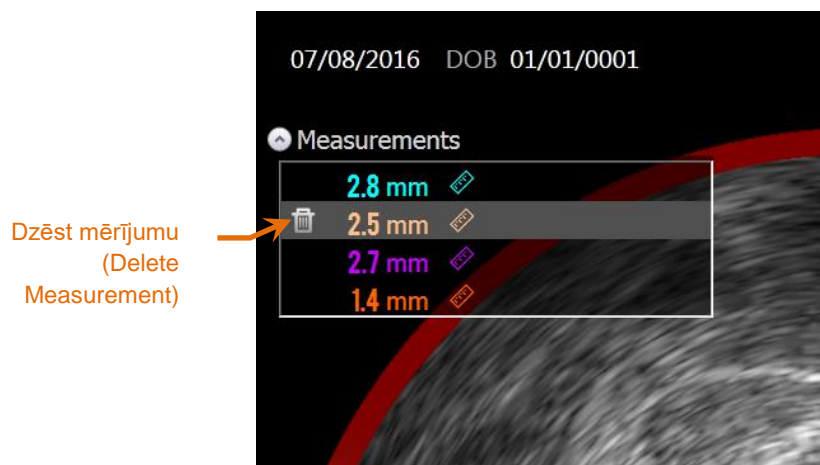 07/08/2016 DOB 01/01/0001
Measurements
2.8 mm
2.5 mm
2.7 mm
1.4 mm
Dzēst mērījumu
(Delete
Measurement)